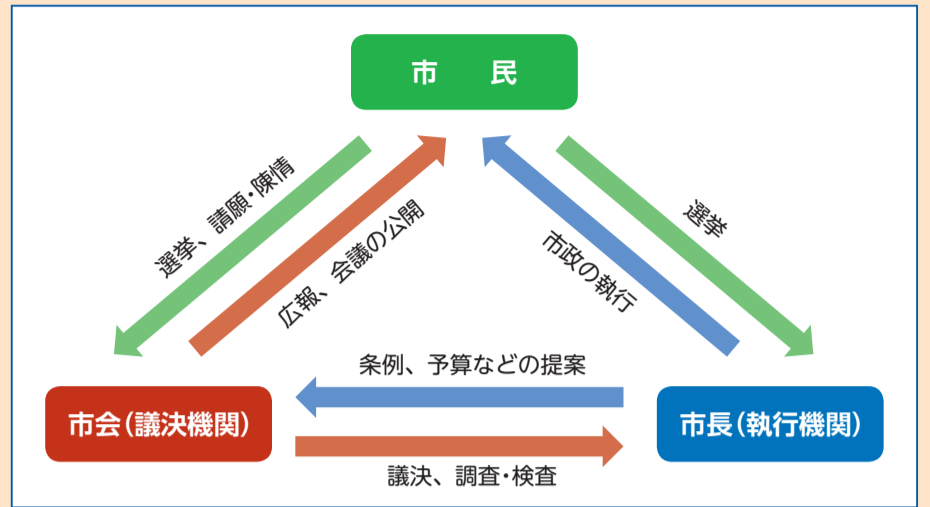 市　民
選挙、請願・陳情
広報、会議の公開
市政の執行
選挙
条例、予算などの提案
市会(議決機関)
市長(執行機関)
議決、調査・検査